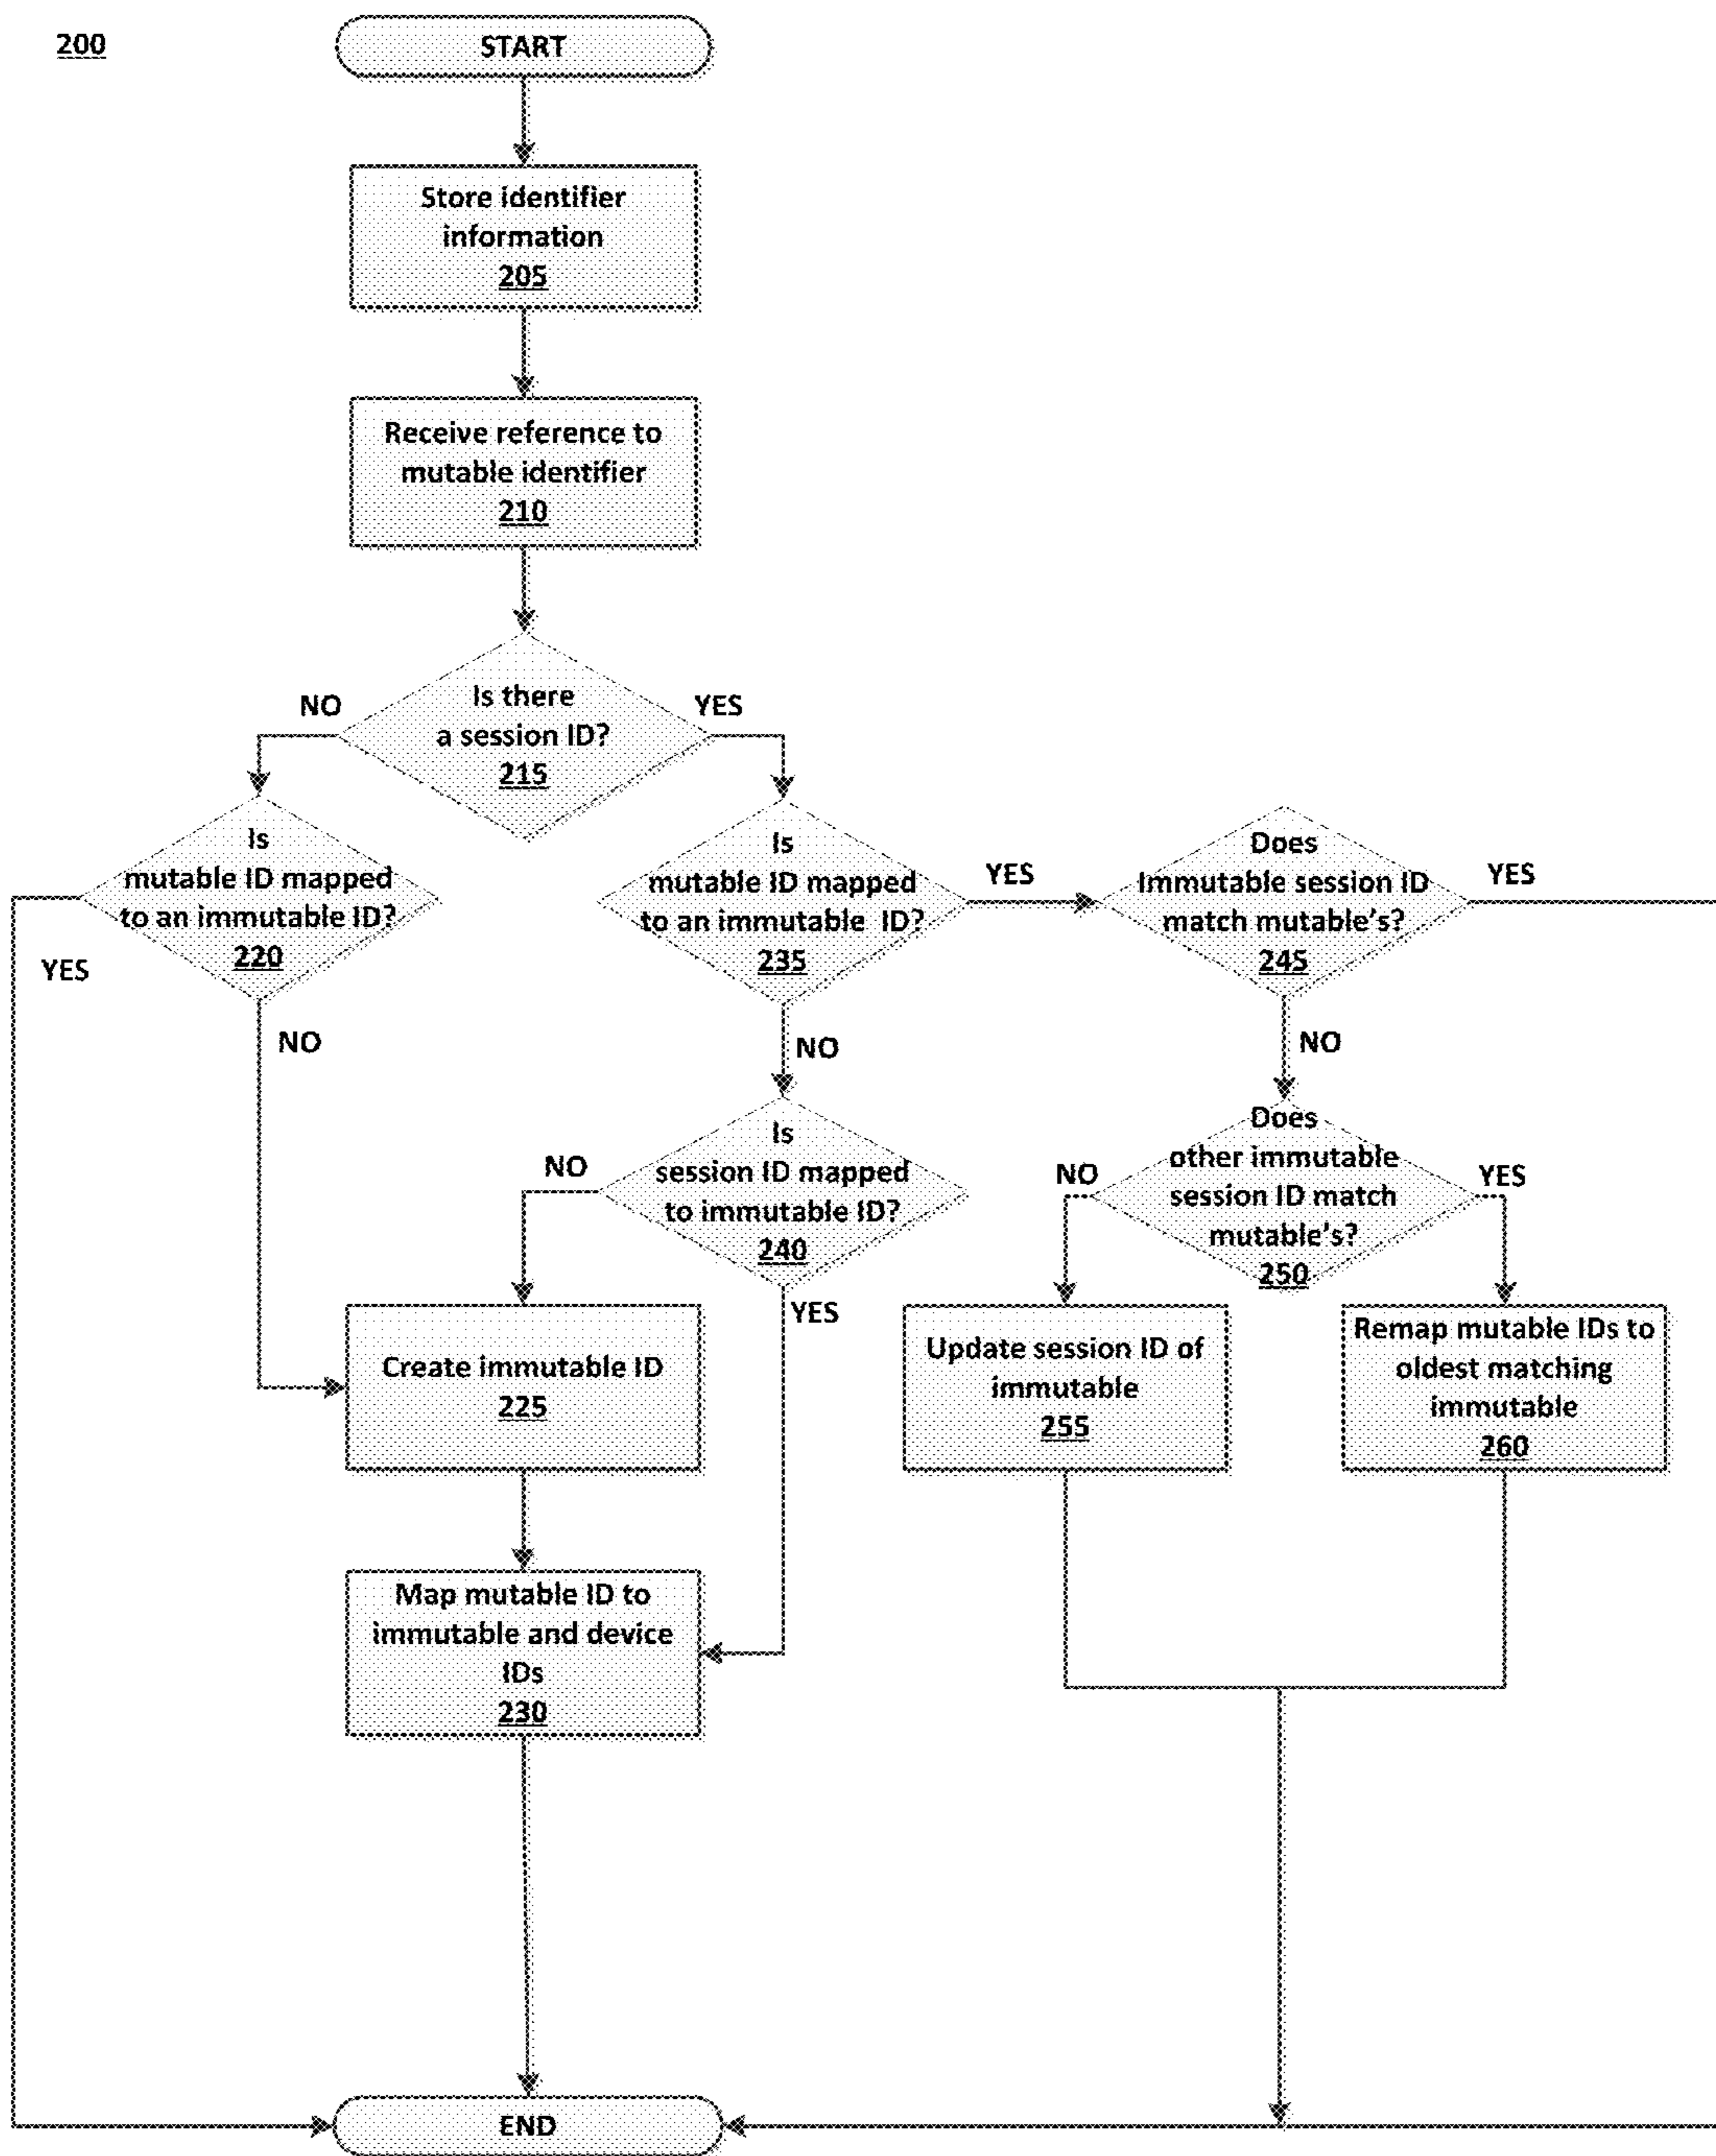 200
START
Store identifier
information
205
Receive reference to
mutable identifier
210
Is there
a session ID?
215
NO
YES
Is
mutable ID mapped
to an immutable ID?
220
YES
NO
Is
mutable ID mapped
to an immutable ID?
235
YES
NO
Does
Immutable session ID
match mutable's?
245
YES
NO
Is
session ID mapped
to immutable ID?
240
NO
YES
Does
other immutable
session ID match
mutable's?
250
NO
YES
Create immutable ID
225
Update session ID of
immutable
255
Remap mutable IDs to
oldest matching
immutable
260
Map mutable ID to
immutable and device
IDs
230
END